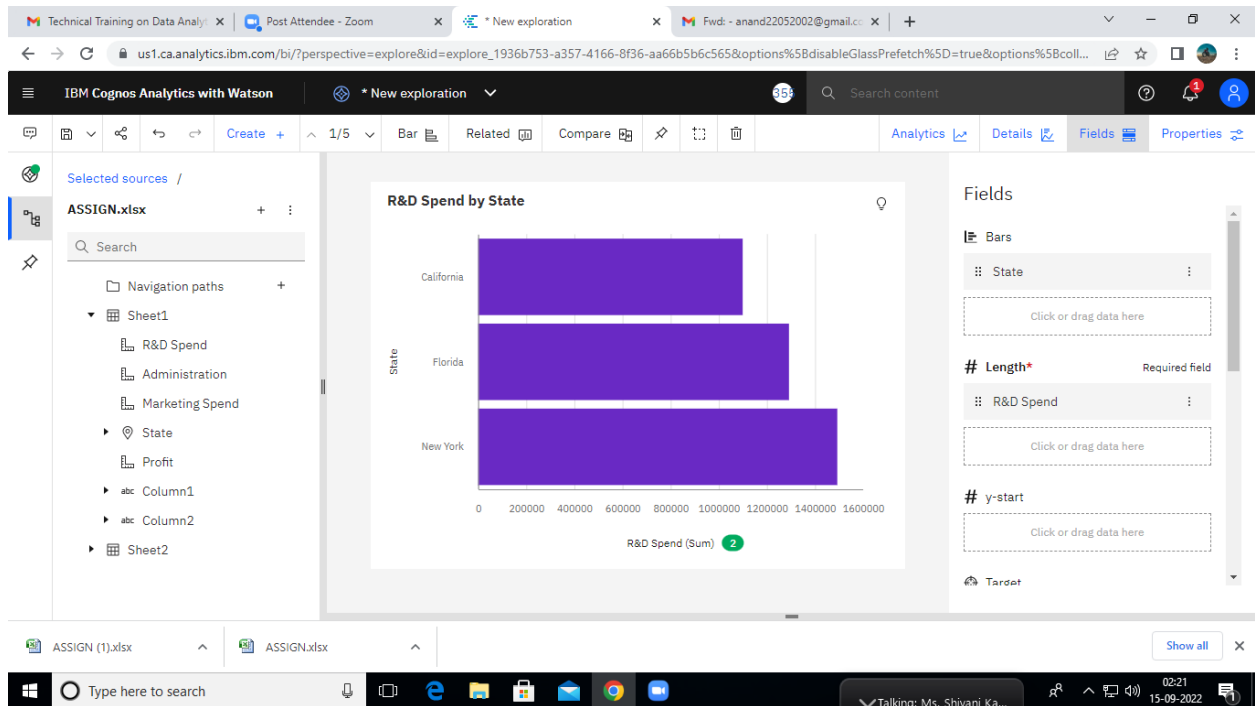 Technical Training on Data Analyt
Post Attendee - Zoom
* New exploration
Fwd: - anand22052002@gmail.cc
us1.ca.analytics.ibm.com/bi/?perspective=explore&id=explore_1936b753-a357-4166-8f36-aa66b5b6c565&options%5BdisableGlassPrefetch%5D=true&options%5Bcoll...
IBM Cognos Analytics with Watson
* New exploration
Search content
1
Create +
1/5
Bar
Related
Compare
Analytics
Details
Fields
Properties
Selected sources /
ASSIGN.xlsx
Search
Navigation paths
Sheet1
R&D Spend
Administration
Marketing Spend
State
Profit
abc Column1
abc Column2
Sheet2
R&D Spend by State
State
California
Florida
New York
0 200000 400000 600000 800000 1000000 1200000 1400000 1600000
R&D Spend (Sum) 2
Fields
Bars
State
Click or drag data here
# Length* Required field
R&D Spend
Click or drag data here
# y-start
Click or drag data here
Target
ASSIGN (1).xlsx
ASSIGN.xlsx
Show all
Type here to search
Talking: Ms. Shivani Ka...
02:21
15-09-2022
1